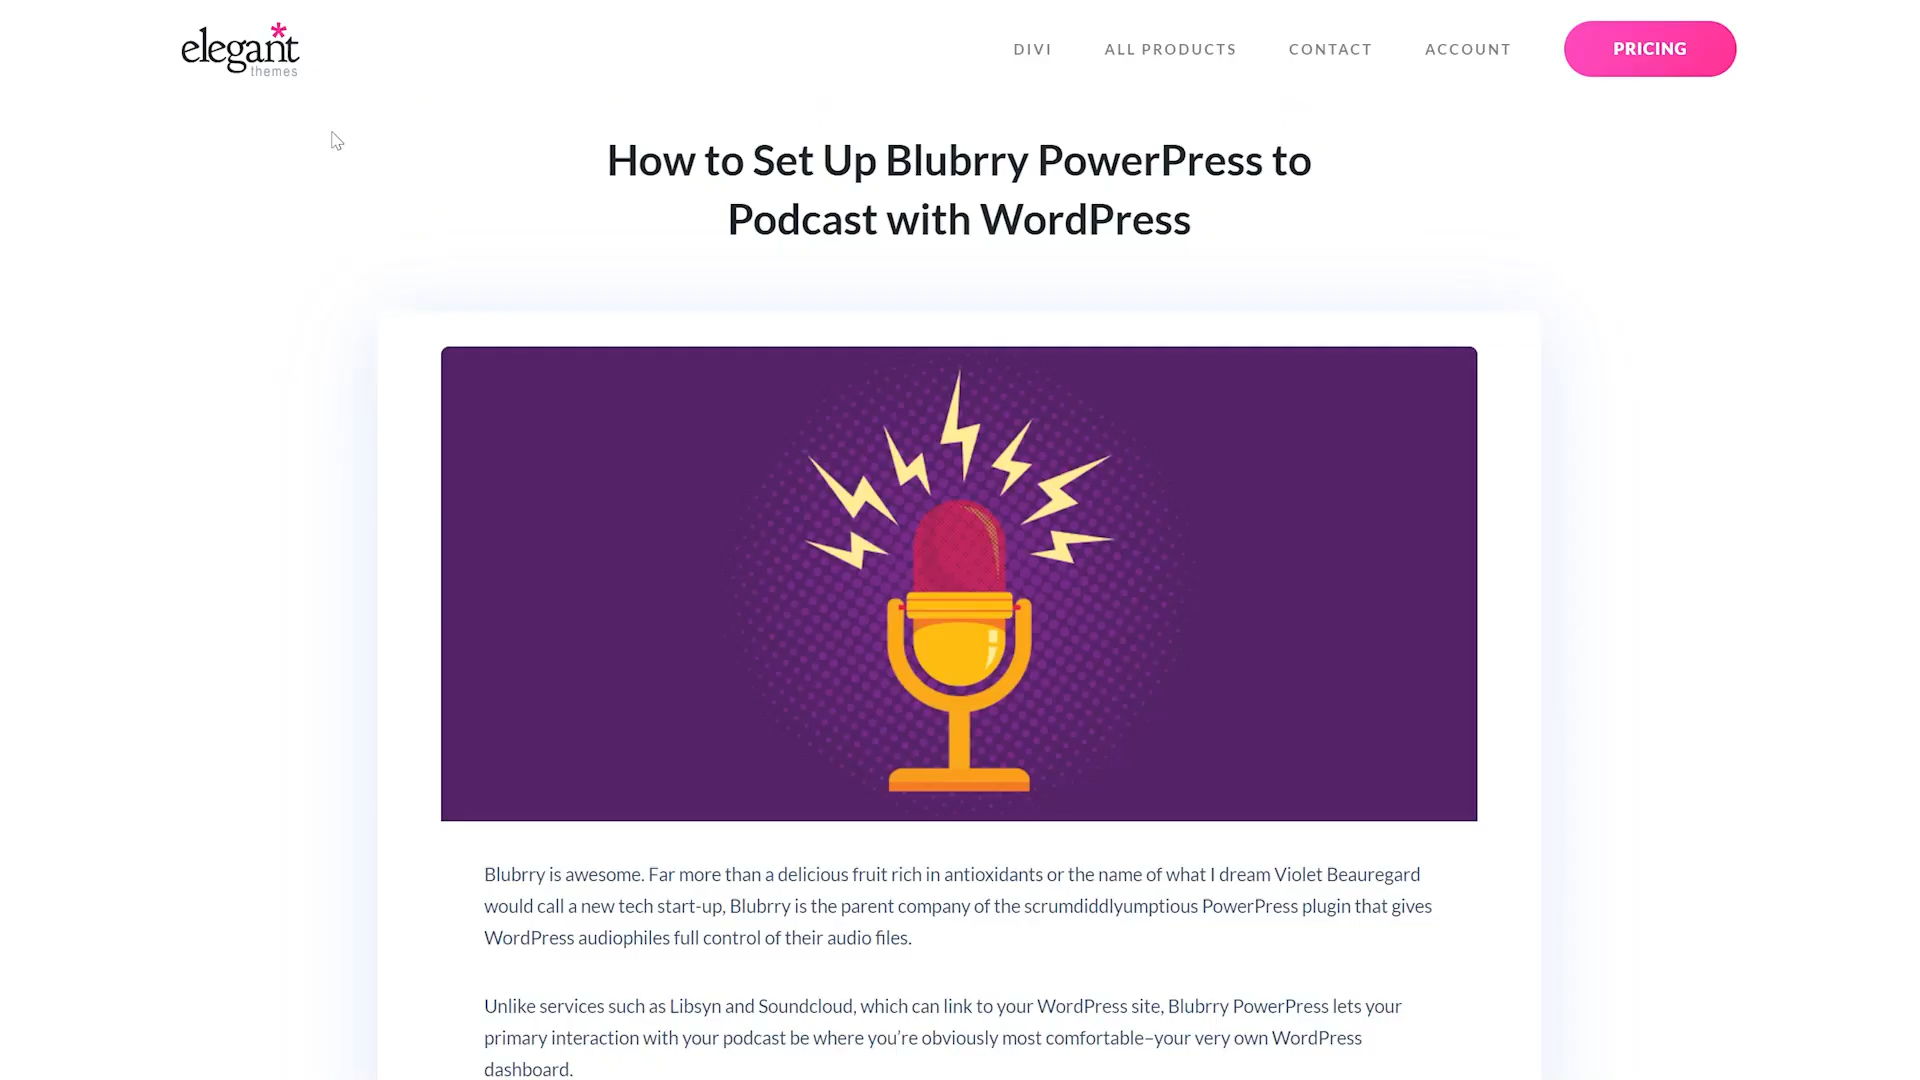 elegant
themes
DIVI
ALL PRODUCTS
CONTACT
ACCOUNT
PRICING
How to Set Up Blubrry PowerPress to
Podcast with WordPress
Blubrry is awesome. Far more than a delicious fruit rich in antioxidants or the name of what I dream Violet Beauregard
would call a new tech start-up, Blubrry is the parent company of the scrumdiddlyumptious PowerPress plugin that gives
WordPress audiophiles full control of their audio files.
Unlike services such as Libsyn and Soundcloud, which can link to your WordPress site, Blubrry PowerPress lets your
primary interaction with your podcast be where you’re obviously most comfortable–your very own WordPress
dashboard.